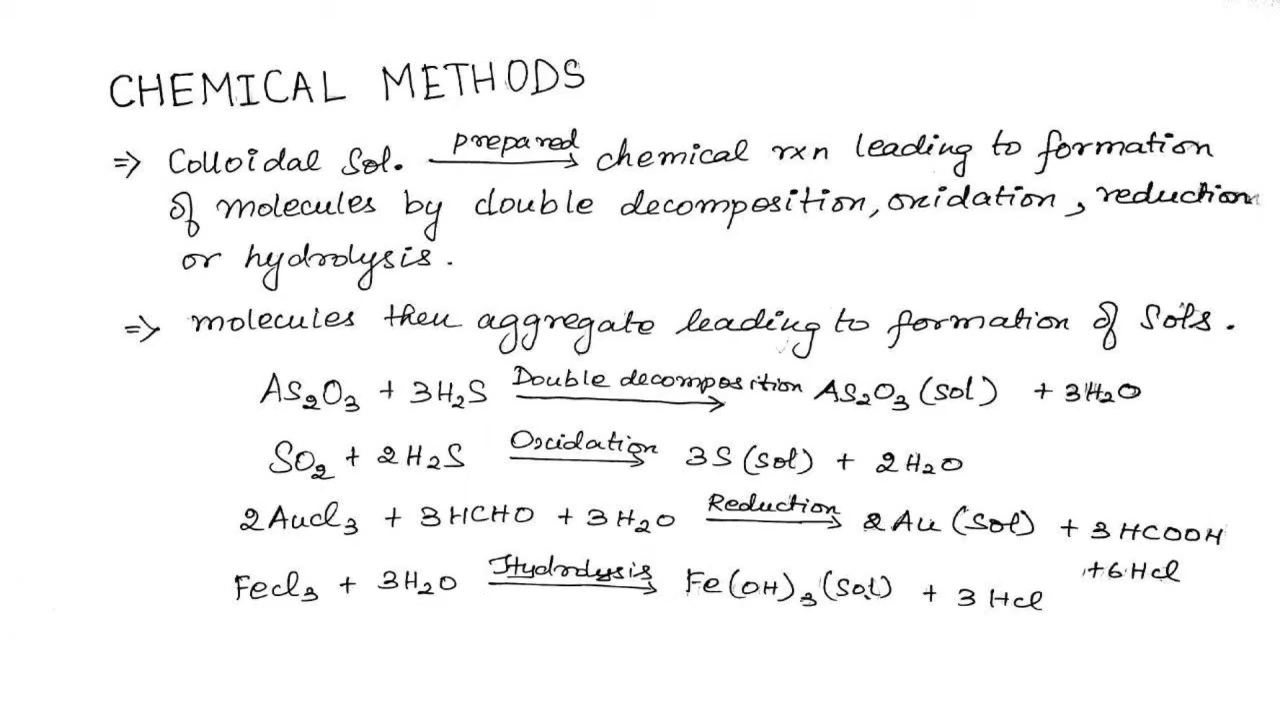 CHEMICAL METHODS
⇒ Colloidal Sol. prepared → chemical rxn leading to formation
of molecules by double decomposition, oxidation, reduction
or hydrolysis.
⇒ molecules then aggregate leading to formation of Sols.
As₂O₃ + 3H₂S Double decomposition → As₂O₃ (sol) + 3H₂O
SO₂ + 2H₂S Oxidation → 3S (sol) + 2H₂O
2AuCl₃ + 3HCHO + 3H₂O Reduction → 2Au (Sol) + 3HCOOH
+6HCl
FeCl₃ + 3H₂O Hydrolysis → Fe(OH)₃ (Sol) + 3HCl